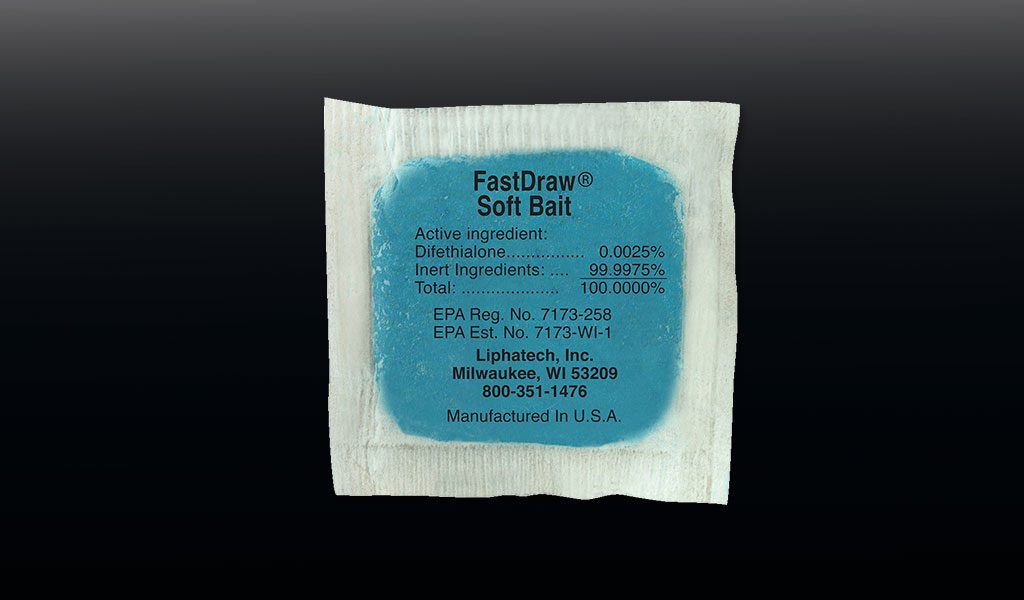 FastDraw®
Soft Bait
Active ingredient:
Difethialone................ 0.0025%
Inert Ingredients: .... 99.9975%
Total: .................... 100.0000%
EPA Reg. No. 7173-258
EPA Est. No. 7173-WI-1
Liphatech, Inc.
Milwaukee, WI 53209
800-351-1476
Manufactured In U.S.A.